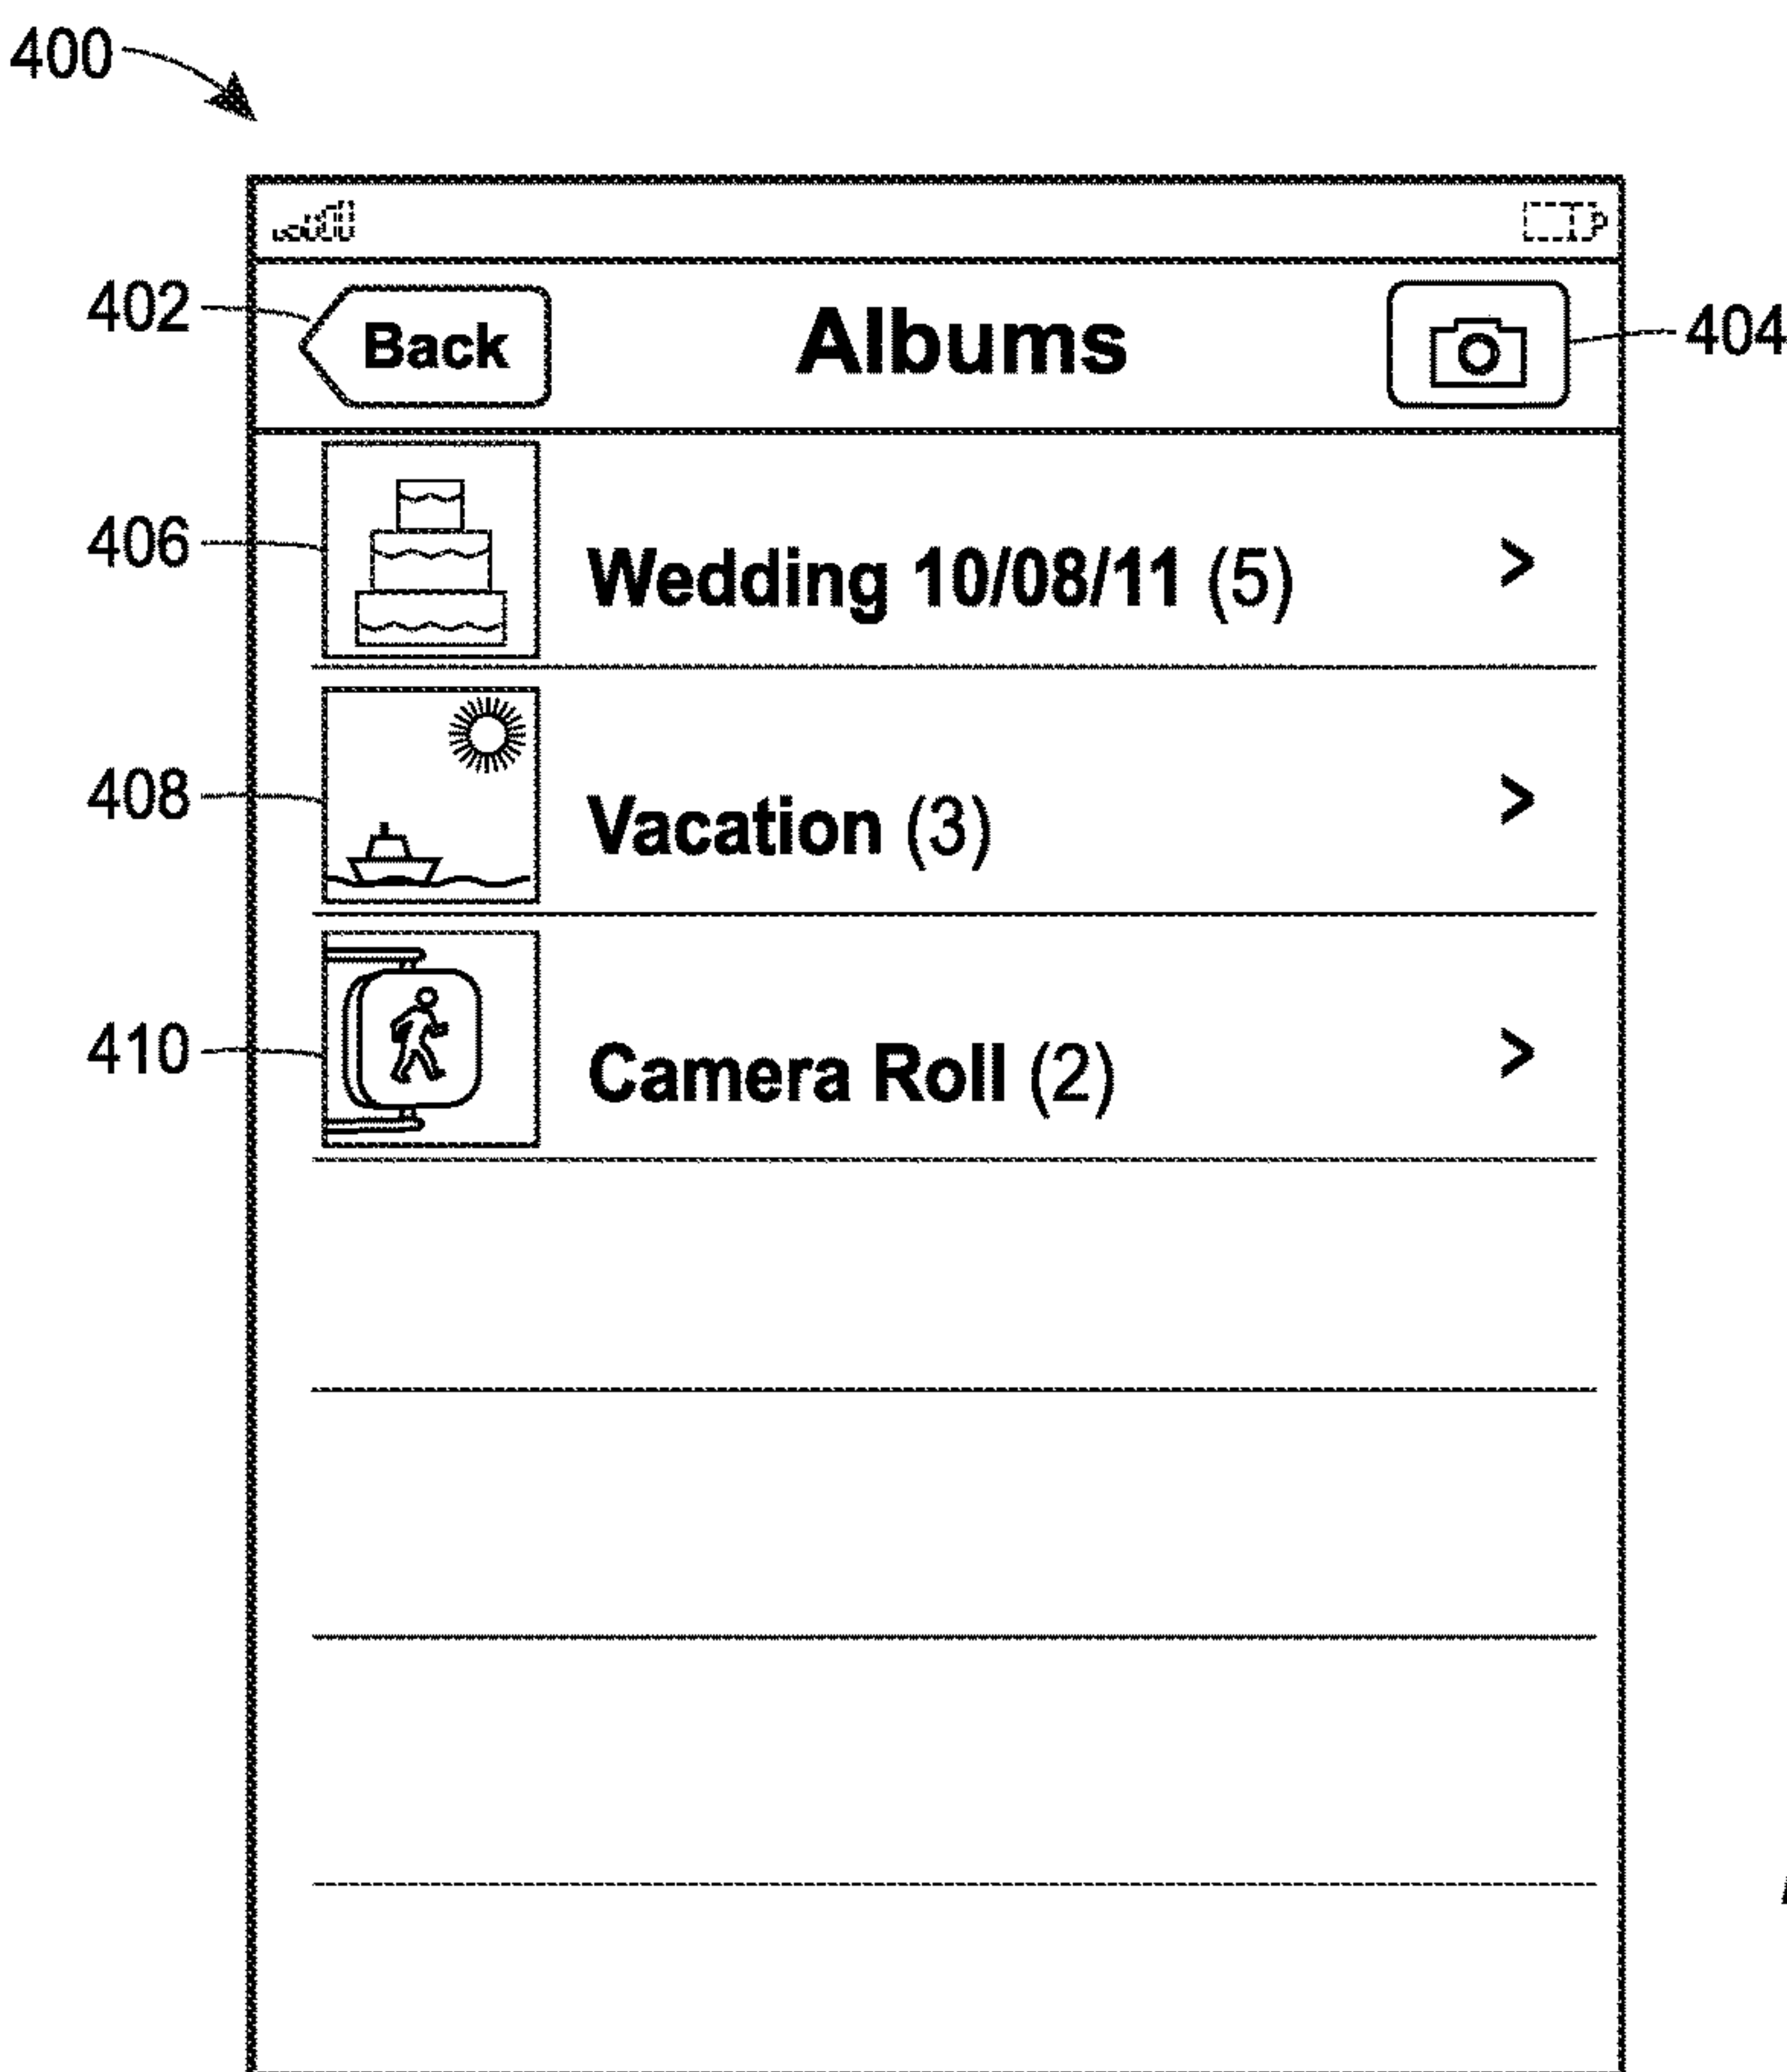 400
402
Back
Albums
404
406
Wedding 10/08/11 (5)
>
408
Vacation (3)
>
410
Camera Roll (2)
>